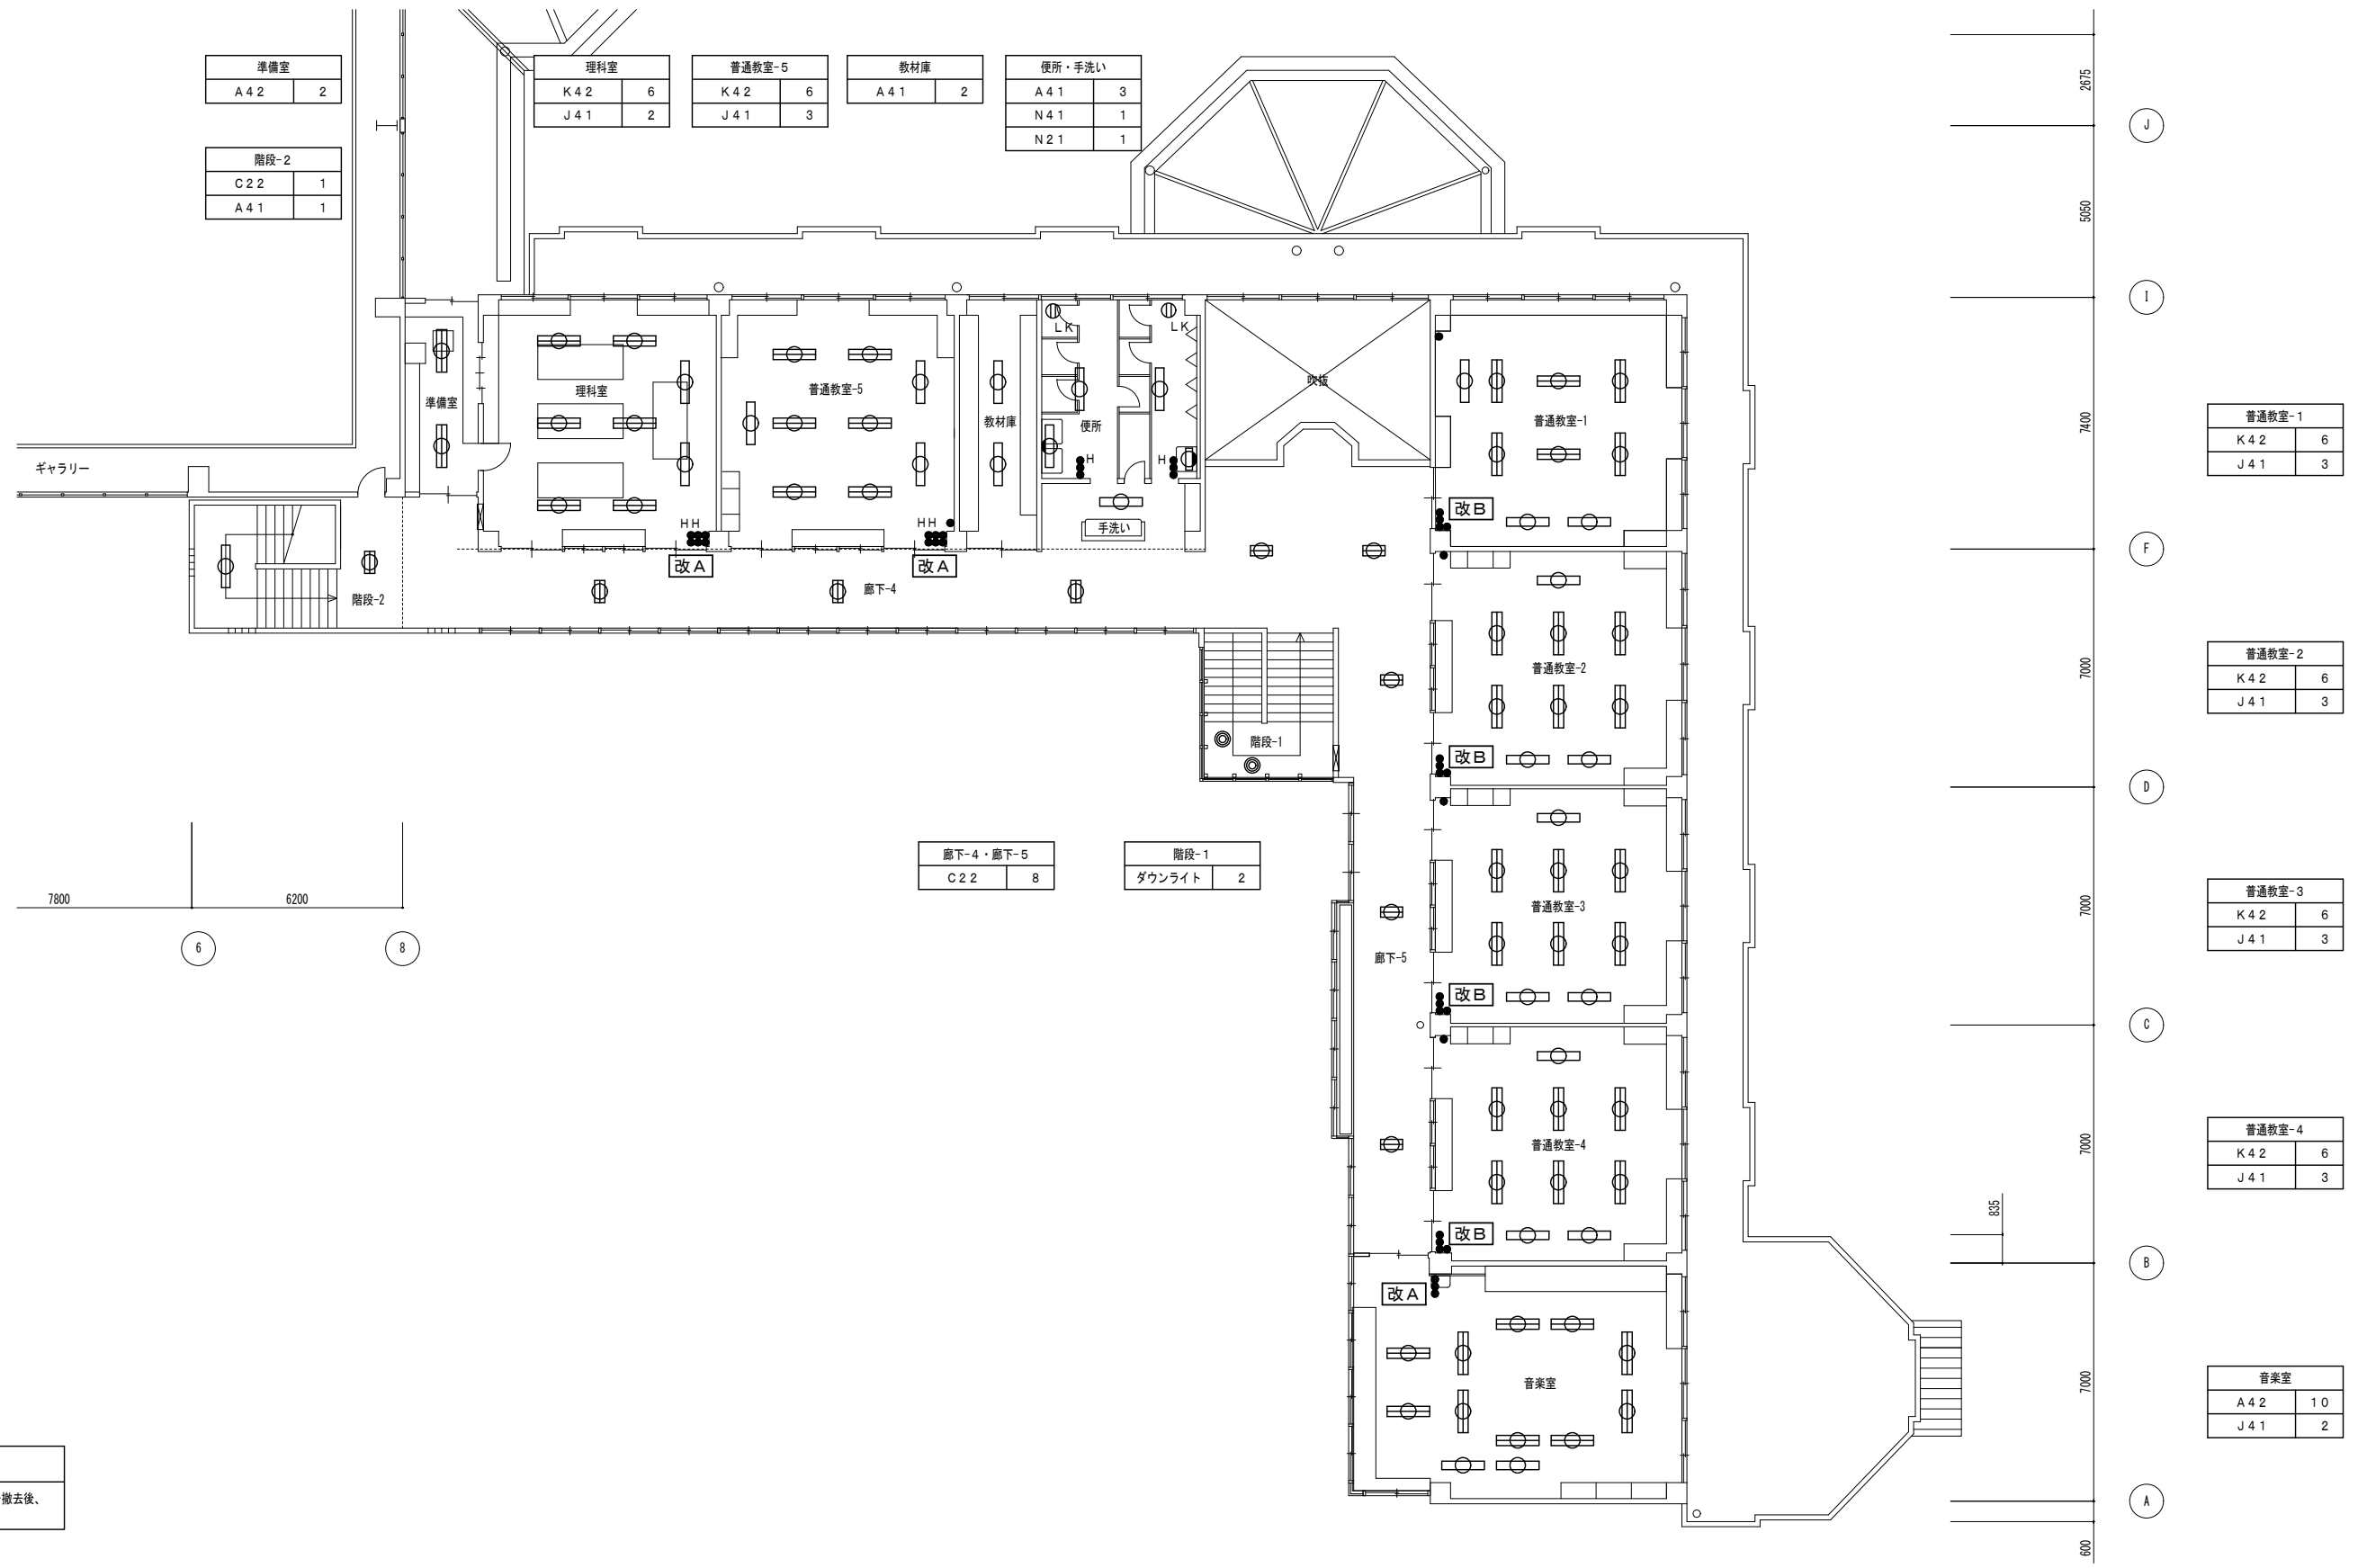 準備室
A42 2
階段-2
C22 1
A41 1
理科室
K42 6
J41 2
普通教室-5
K42 6
J41 3
教材庫
A41 2
便所・手洗い
A41 3
N41 1
N21 1
2675
J
5050
I
7400
F
7000
D
7000
C
7000
B
835
7000
A
600
LK
LK
準備室
理科室
普通教室-5
教材庫
便所
吹抜
普通教室-1
ギャラリー
H
H
手洗い
HH
HH
改A
改A
改B
階段-2
廊下-4
普通教室-1
K42 6
J41 3
普通教室-2
改B
階段-1
普通教室-2
K42 6
J41 3
廊下-4・廊下-5
C22 8
階段-1
ダウンライト 2
7800
6200
6
8
普通教室-3
廊下-5
改B
普通教室-3
K42 6
J41 3
普通教室-4
改B
普通教室-4
K42 6
J41 3
改A
音楽室
音楽室
A42 10
J41 2
撤去後、